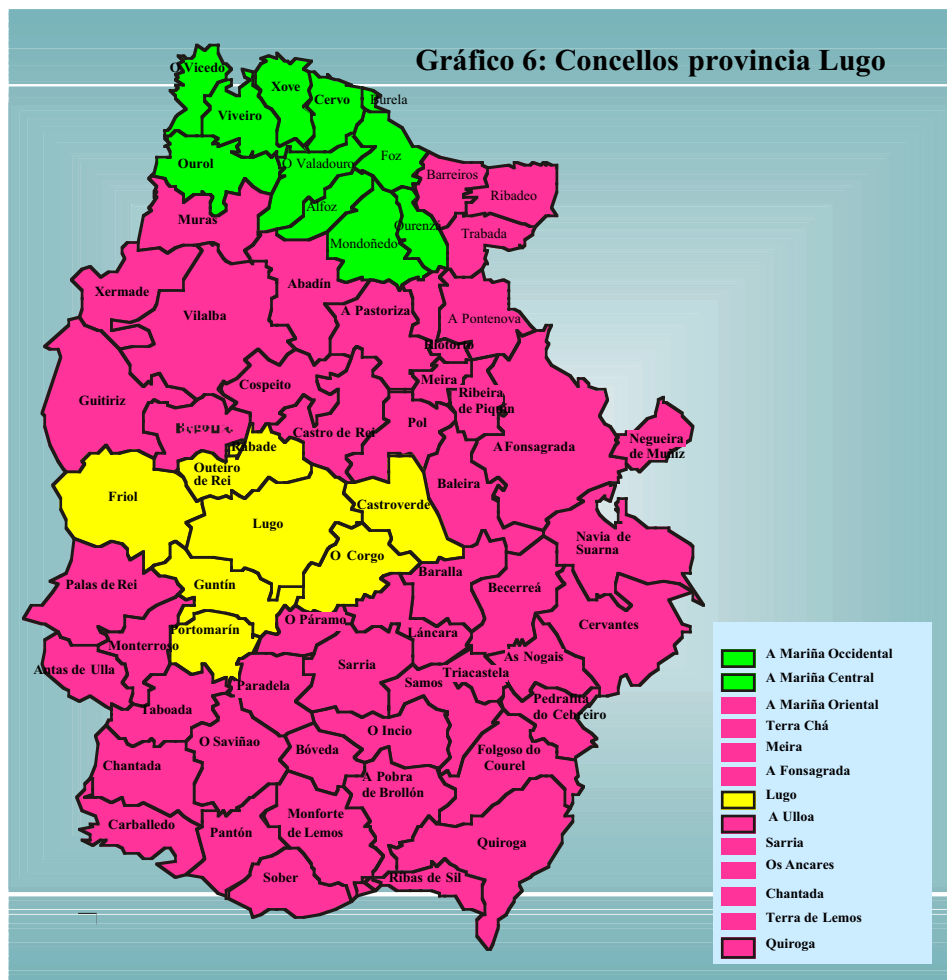 Gráfico 6: Concellos provincia Lugo
O Vicedo
Xove
Cervo
Burela
Viveiro
Ourol
O Valadouro
Foz
Barreiros
Ribadeo
Alfoz
Muras
Mondoñedo
Trabada
Xermade
Abadín
Vilalba
A Pastoriza
A Pontenova
Riotorto
Guitiriz
Cospeito
Meira
Ribeira
de Piquín
Castro de Rei
Pol
A Fonsagrada
Negueira
de Muñiz
Rábade
Outeiro
de Rei
Friol
Baleira
Castroverde
Lugo
Navia de
Suarna
O Corgo
Baralla
Becerreá
Palas de Rei
Guntín
Cervantes
O Páramo
Portomarín
Láncara
Monterroso
As Nogais
Sarria
Antas de Ulla
Triacastela
Samos
Paradela
Pedrafita
do Cebreiro
Taboada
O Incio
O Saviñao
Bóveda
Folgoso do
Courel
Chantada
A Pobra
de Brollón
Carballedo
Pantón
Monforte
de Lemos
Quiroga
Sober
Ribas de Sil
A Mariña Occidental
A Mariña Central
A Mariña Oriental
Terra Chá
Meira
A Fonsagrada
Lugo
A Ulloa
Sarria
Os Ancares
Chantada
Terra de Lemos
Quiroga